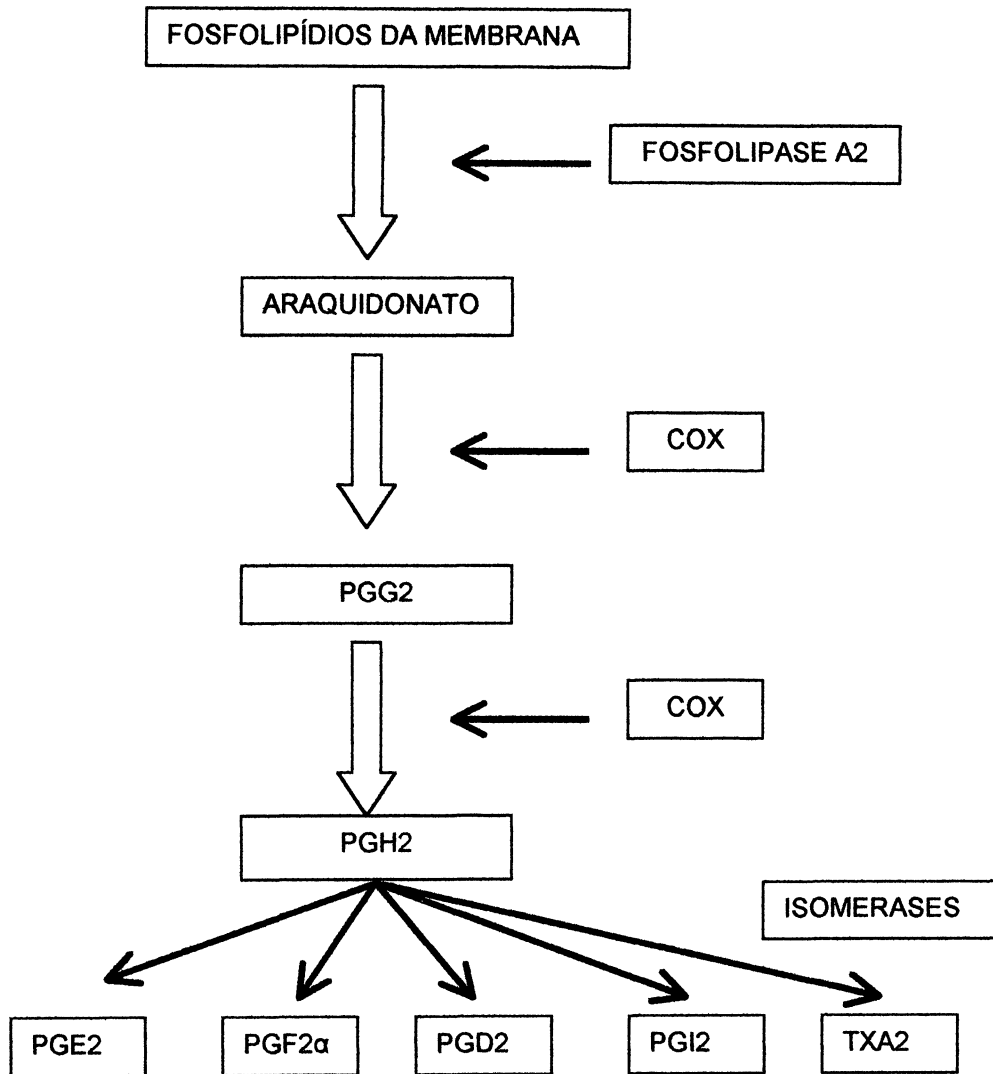 FOSFOLIPÍDIOS DA MEMBRANA
FOSFOLIPASE A2
ARAQUIDONATO
COX
PGG2
COX
PGH2
ISOMERASES
PGE2
PGF2α
PGD2
PGI2
TXA2